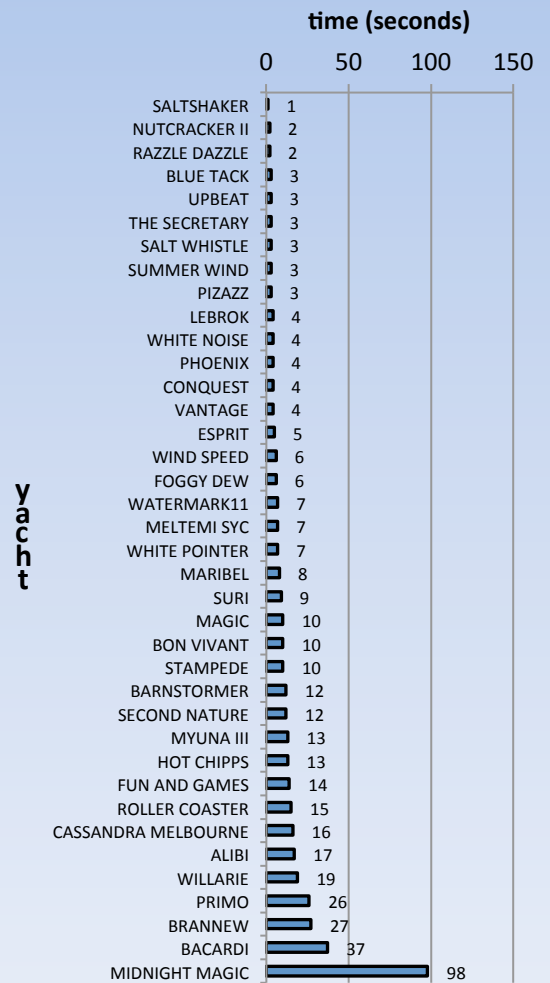 time (seconds)
0 50 100 150
SALTSHAKER 1
NUTCRACKER II 2
RAZZLE DAZZLE 2
BLUE TACK 3
UPBEAT 3
THE SECRETARY 3
SALT WHISTLE 3
SUMMER WIND 3
PIZAZZ 3
LEBROK 4
WHITE NOISE 4
PHOENIX 4
CONQUEST 4
VANTAGE 4
ESPRIT 5
WIND SPEED 6
FOGGY DEW 6
WATERMARK11 7
MELTEMI SYC 7
WHITE POINTER 7
MARIBEL 8
SURI 9
MAGIC 10
BON VIVANT 10
STAMPEDE 10
BARNSTORMER 12
SECOND NATURE 12
MYUNA III 13
HOT CHIPPS 13
FUN AND GAMES 14
ROLLER COASTER 15
CASSANDRA MELBOURNE 16
ALIBI 17
WILLARIE 19
PRIMO 26
BRANNEW 27
BACARDI 37
MIDNIGHT MAGIC 98
yacht